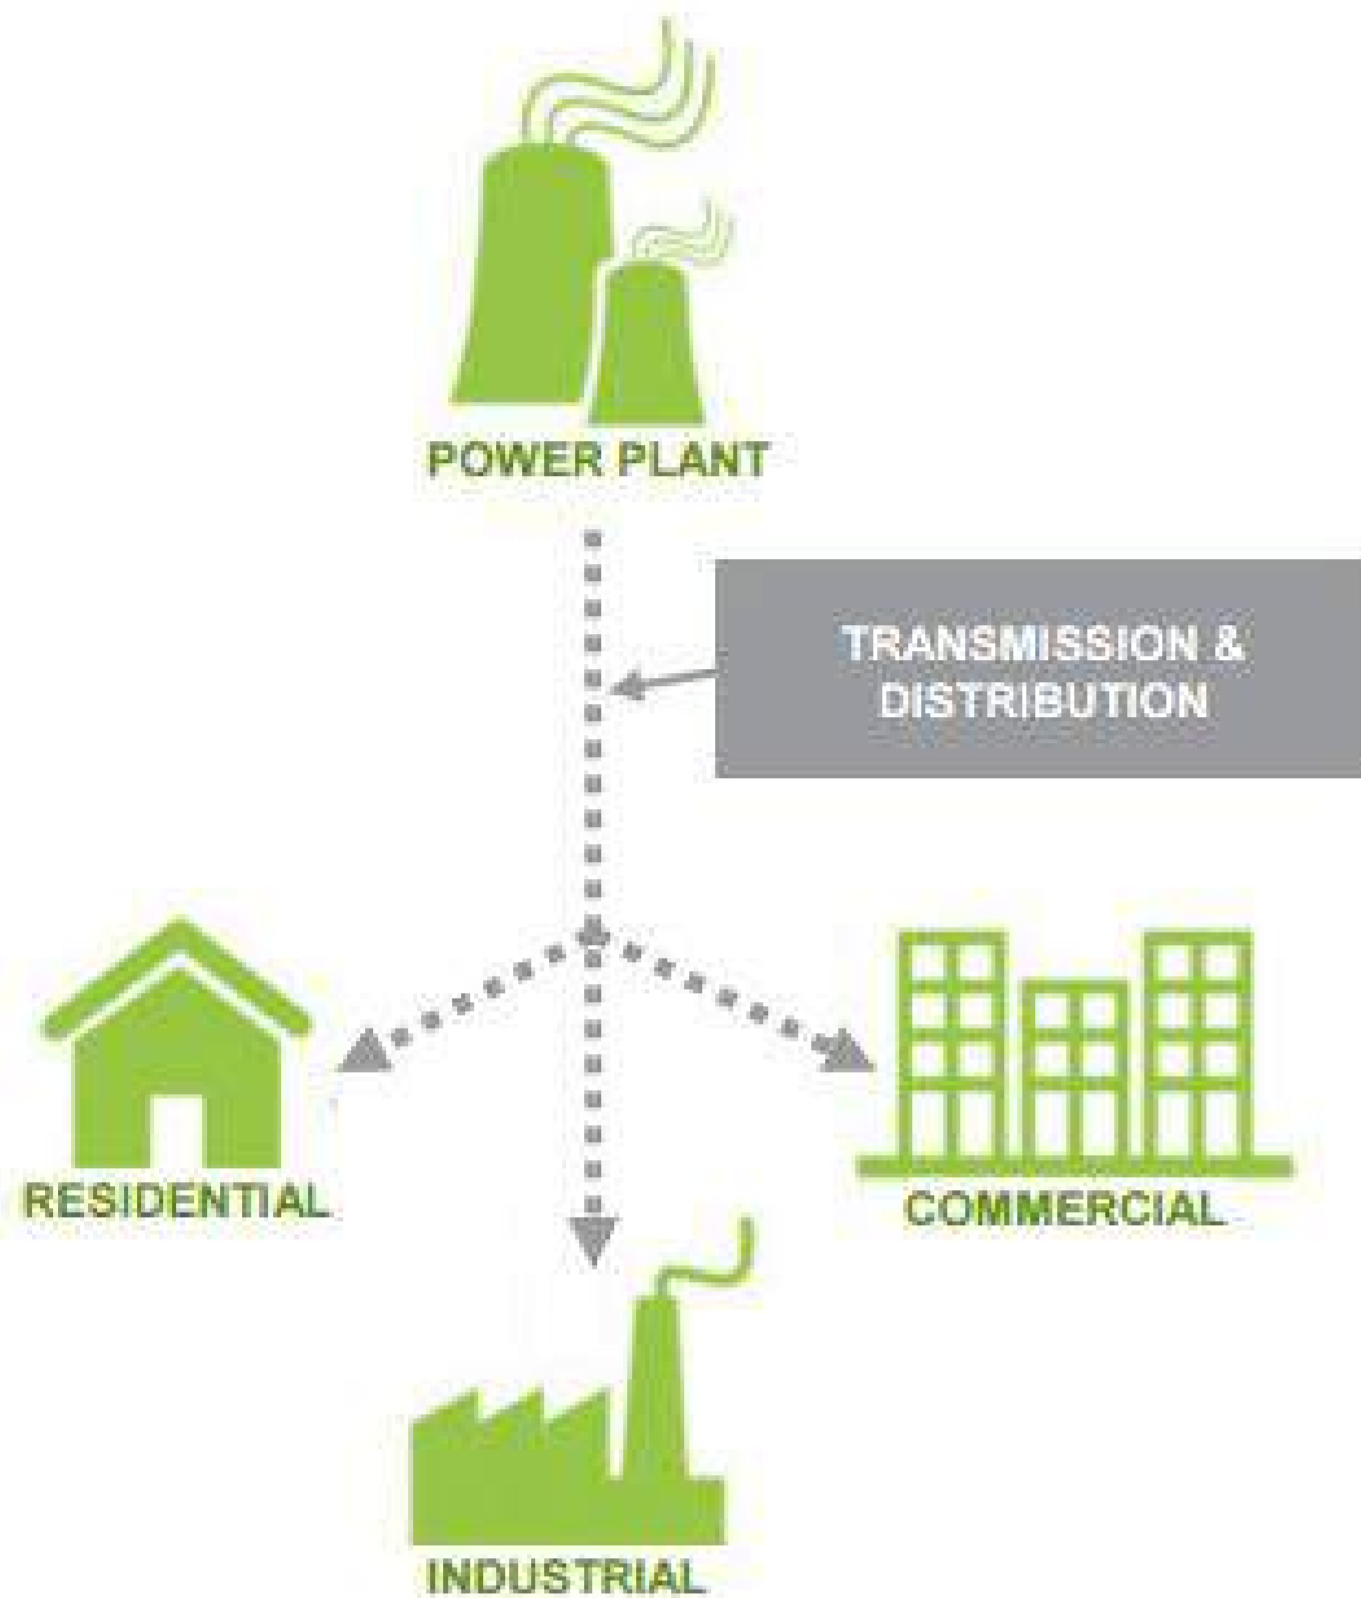 POWER PLANT
TRANSMISSION &
DISTRIBUTION
RESIDENTIAL
COMMERCIAL
INDUSTRIAL